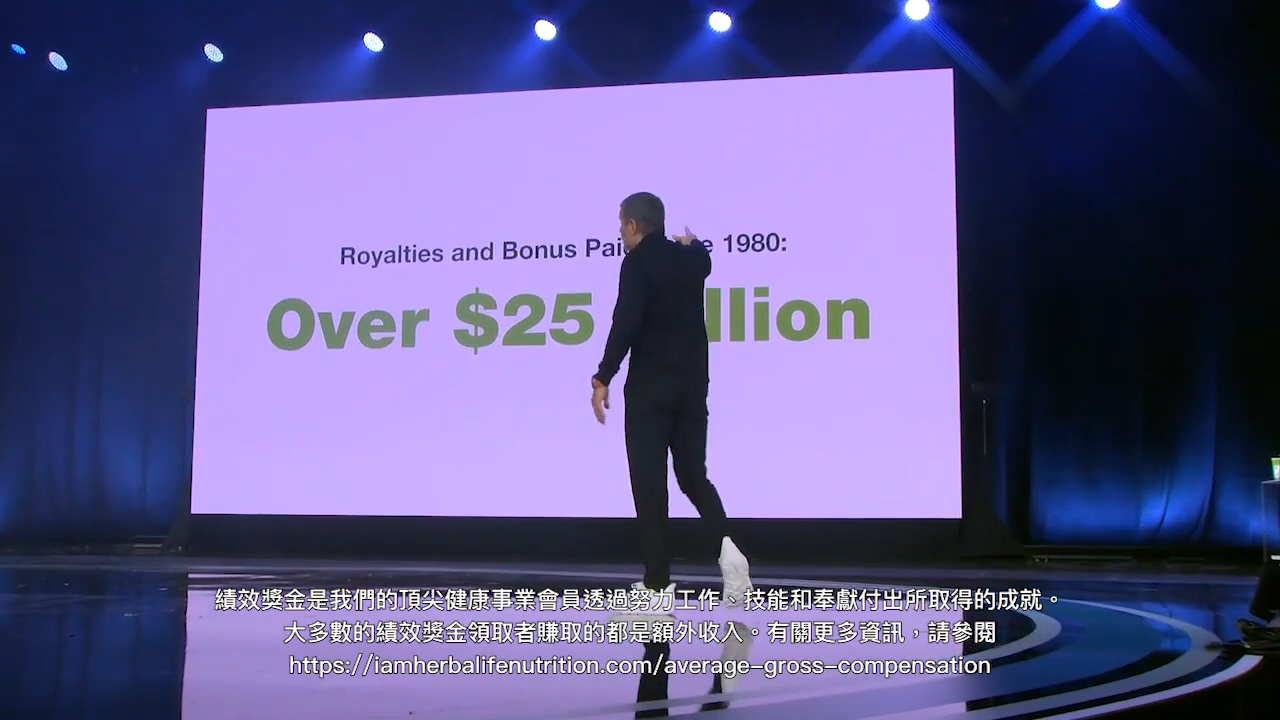 Royalties and Bonus 1980:
Over $25
績效獎金是我們的頂尖健康事業會員透過努力工作、技能和奉獻付出所取得的成就。
大多數的績效獎金領取者賺取的都是額外收入。有關更多資訊，請參閱
https://iamherbalifenutrition.com/average-gross-compensation